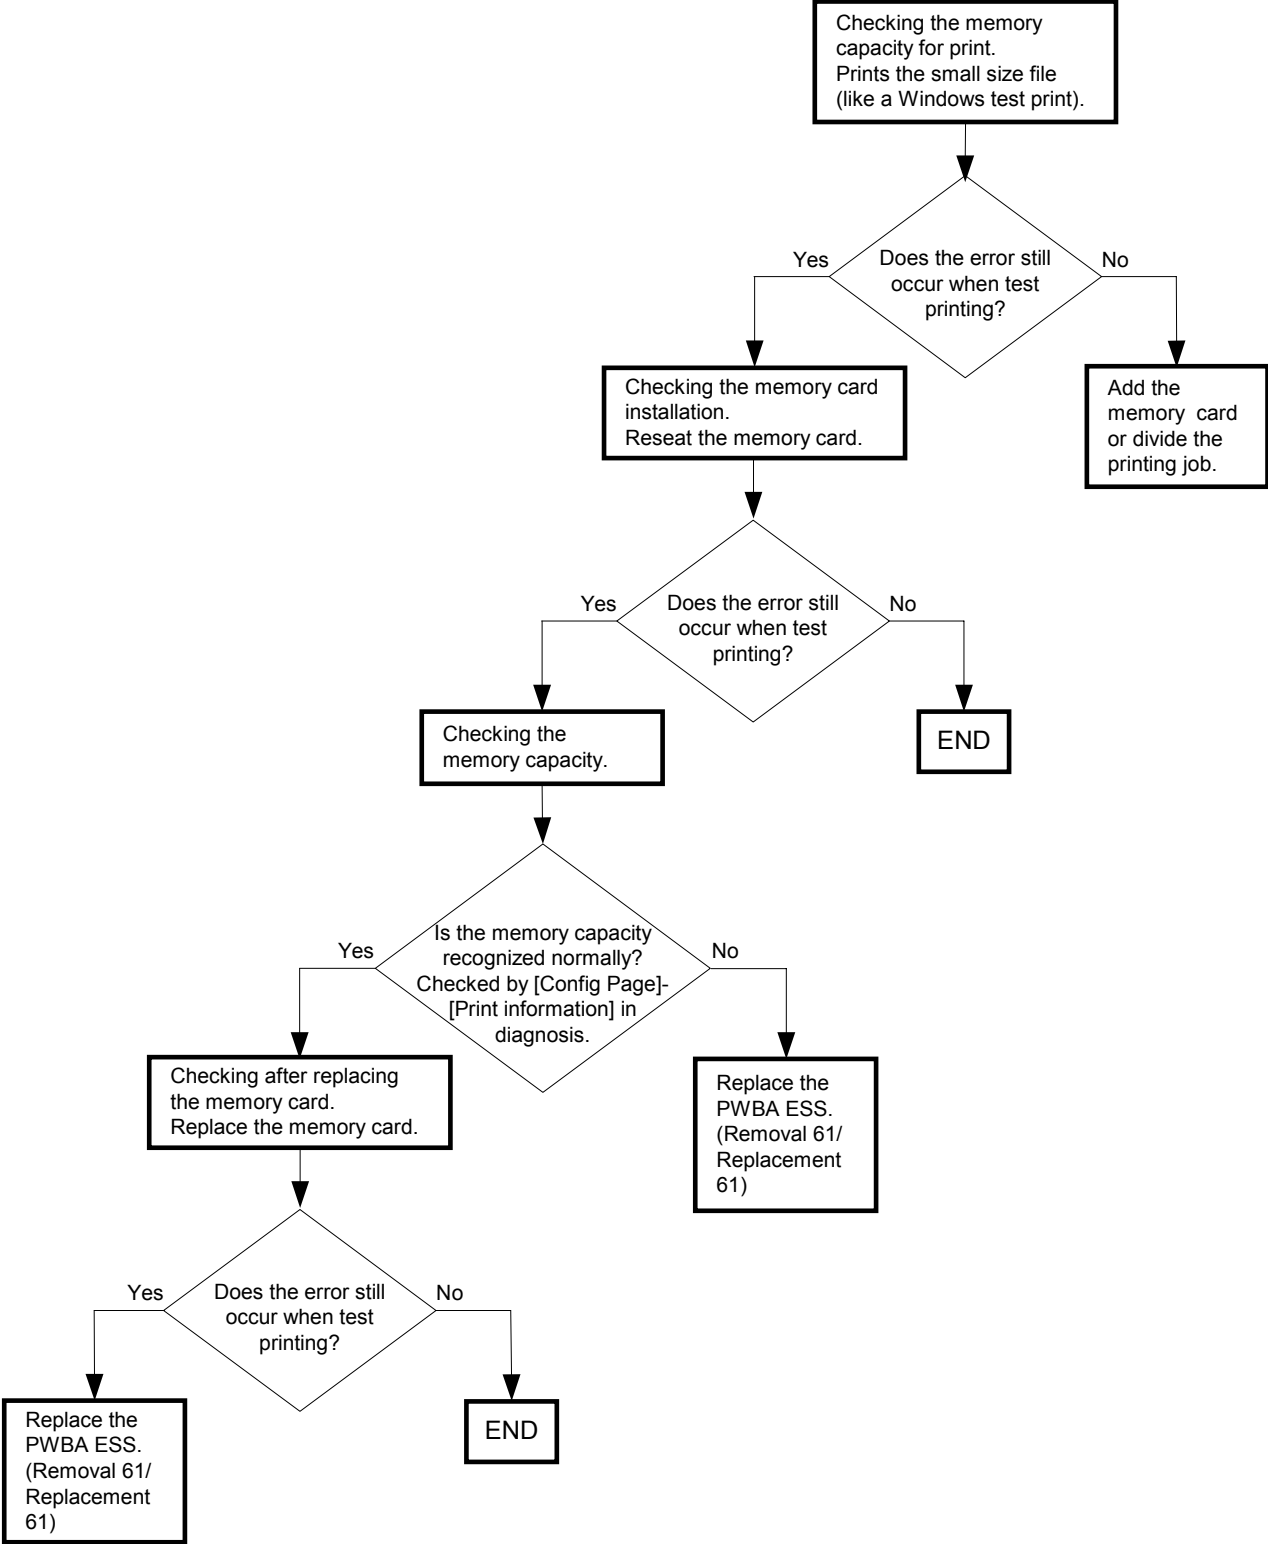 Checking the memory
capacity for print.
Prints the small size file
(like a Windows test print).
Yes
Does the error still
occur when test
printing?
No
Checking the memory card
installation.
Reseat the memory card.
Add the
memory card
or divide the
printing job.
Yes
Does the error still
occur when test
printing?
No
Checking the
memory capacity.
END
Yes
Is the memory capacity
recognized normally?
Checked by [Config Page]-
[Print information] in
diagnosis.
No
Checking after replacing
the memory card.
Replace the memory card.
Replace the
PWBA ESS.
(Removal 61/
Replacement
61)
Yes
Does the error still
occur when test
printing?
No
Replace the
PWBA ESS.
(Removal 61/
Replacement
61)
END